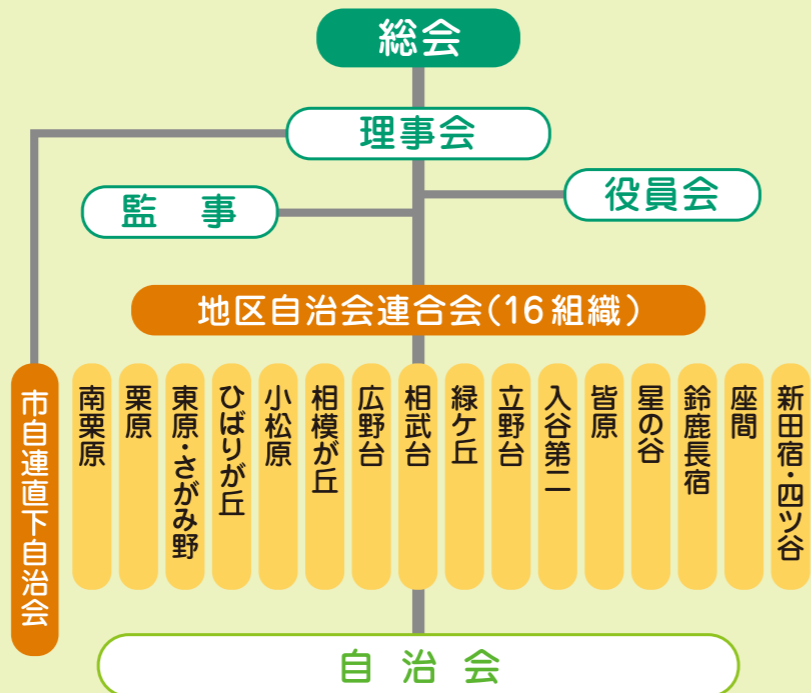 総会
理事会
監 事
役員会
地区自治会連合会(16組織)
市自連直下自治会
南栗原
栗原
東原・さがみ野
ひばりが丘
小松原
相模が丘
広野台
相武台
緑ケ丘
立野台
入谷第二
皆原
星の谷
鈴鹿長宿
座間
新田宿・四ツ谷
自 治 会